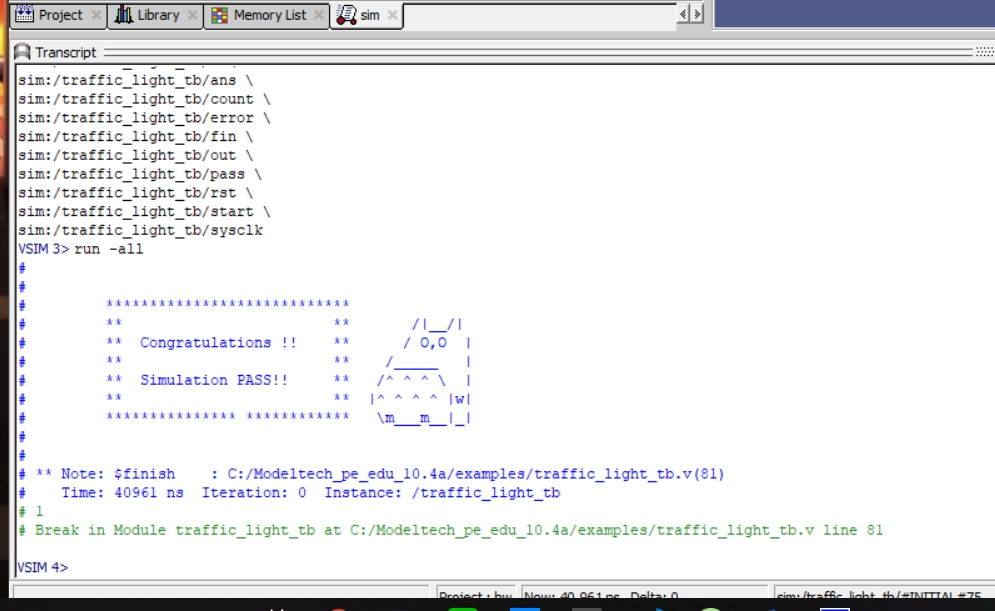 Project Library Memory List sim
Transcript
sim:/traffic_light_tb/ans \
sim:/traffic_light_tb/count \
sim:/traffic_light_tb/error \
sim:/traffic_light_tb/fin \
sim:/traffic_light_tb/out \
sim:/traffic_light_tb/pass \
sim:/traffic_light_tb/rst \
sim:/traffic_light_tb/start \
sim:/traffic_light_tb/sysclk
VSIM 3> run -all
#
#
#         ****************************
#         **                        **       /|__/|
#         **  Congratulations !!    **      / O,O  |
#         **                        **    /_____   |
#         **  Simulation PASS!!     **   /^ ^ ^ \  |
#         **                        **  |^ ^ ^ ^ |w|
#         *************** ************   \m___m__|_|
#
#
# ** Note: $finish    : C:/Modeltech_pe_edu_10.4a/examples/traffic_light_tb.v(81)
#    Time: 40961 ns  Iteration: 0  Instance: /traffic_light_tb
# 1
# Break in Module traffic_light_tb at C:/Modeltech_pe_edu_10.4a/examples/traffic_light_tb.v line 81
VSIM 4>
Project : hw Now: 40,961 ns Delta: 0 sim:/traffic_light_tb/#INITIAL#75